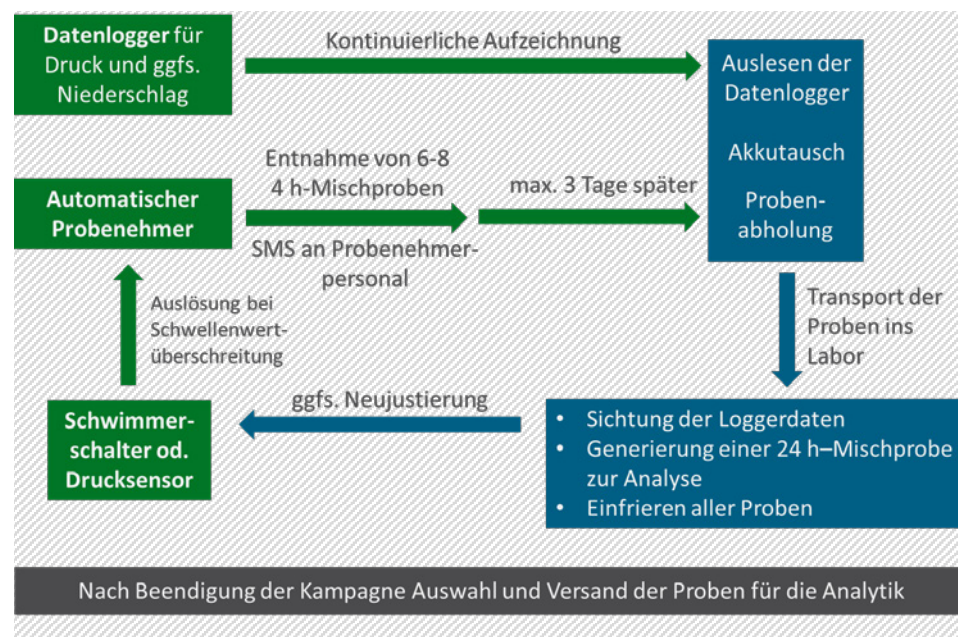 Datenlogger für
Druck und ggfs.
Niederschlag
Kontinuierliche Aufzeichnung
Auslesen der
Datenlogger
Akkutausch
Proben-
abholung
Automatischer
Probenehmer
Entnahme von 6-8
4 h-Mischproben
SMS an Probenehmer-
personal
max. 3 Tage später
Auslösung bei
Schwellenwert-
überschreitung
Transport der
Proben ins
Labor
Schwimmer-
schalter od.
Drucksensor
ggfs. Neujustierung
• Sichtung der Loggerdaten
• Generierung einer 24 h–Mischprobe
zur Analyse
• Einfrieren aller Proben
Nach Beendigung der Kampagne Auswahl und Versand der Proben für die Analytik